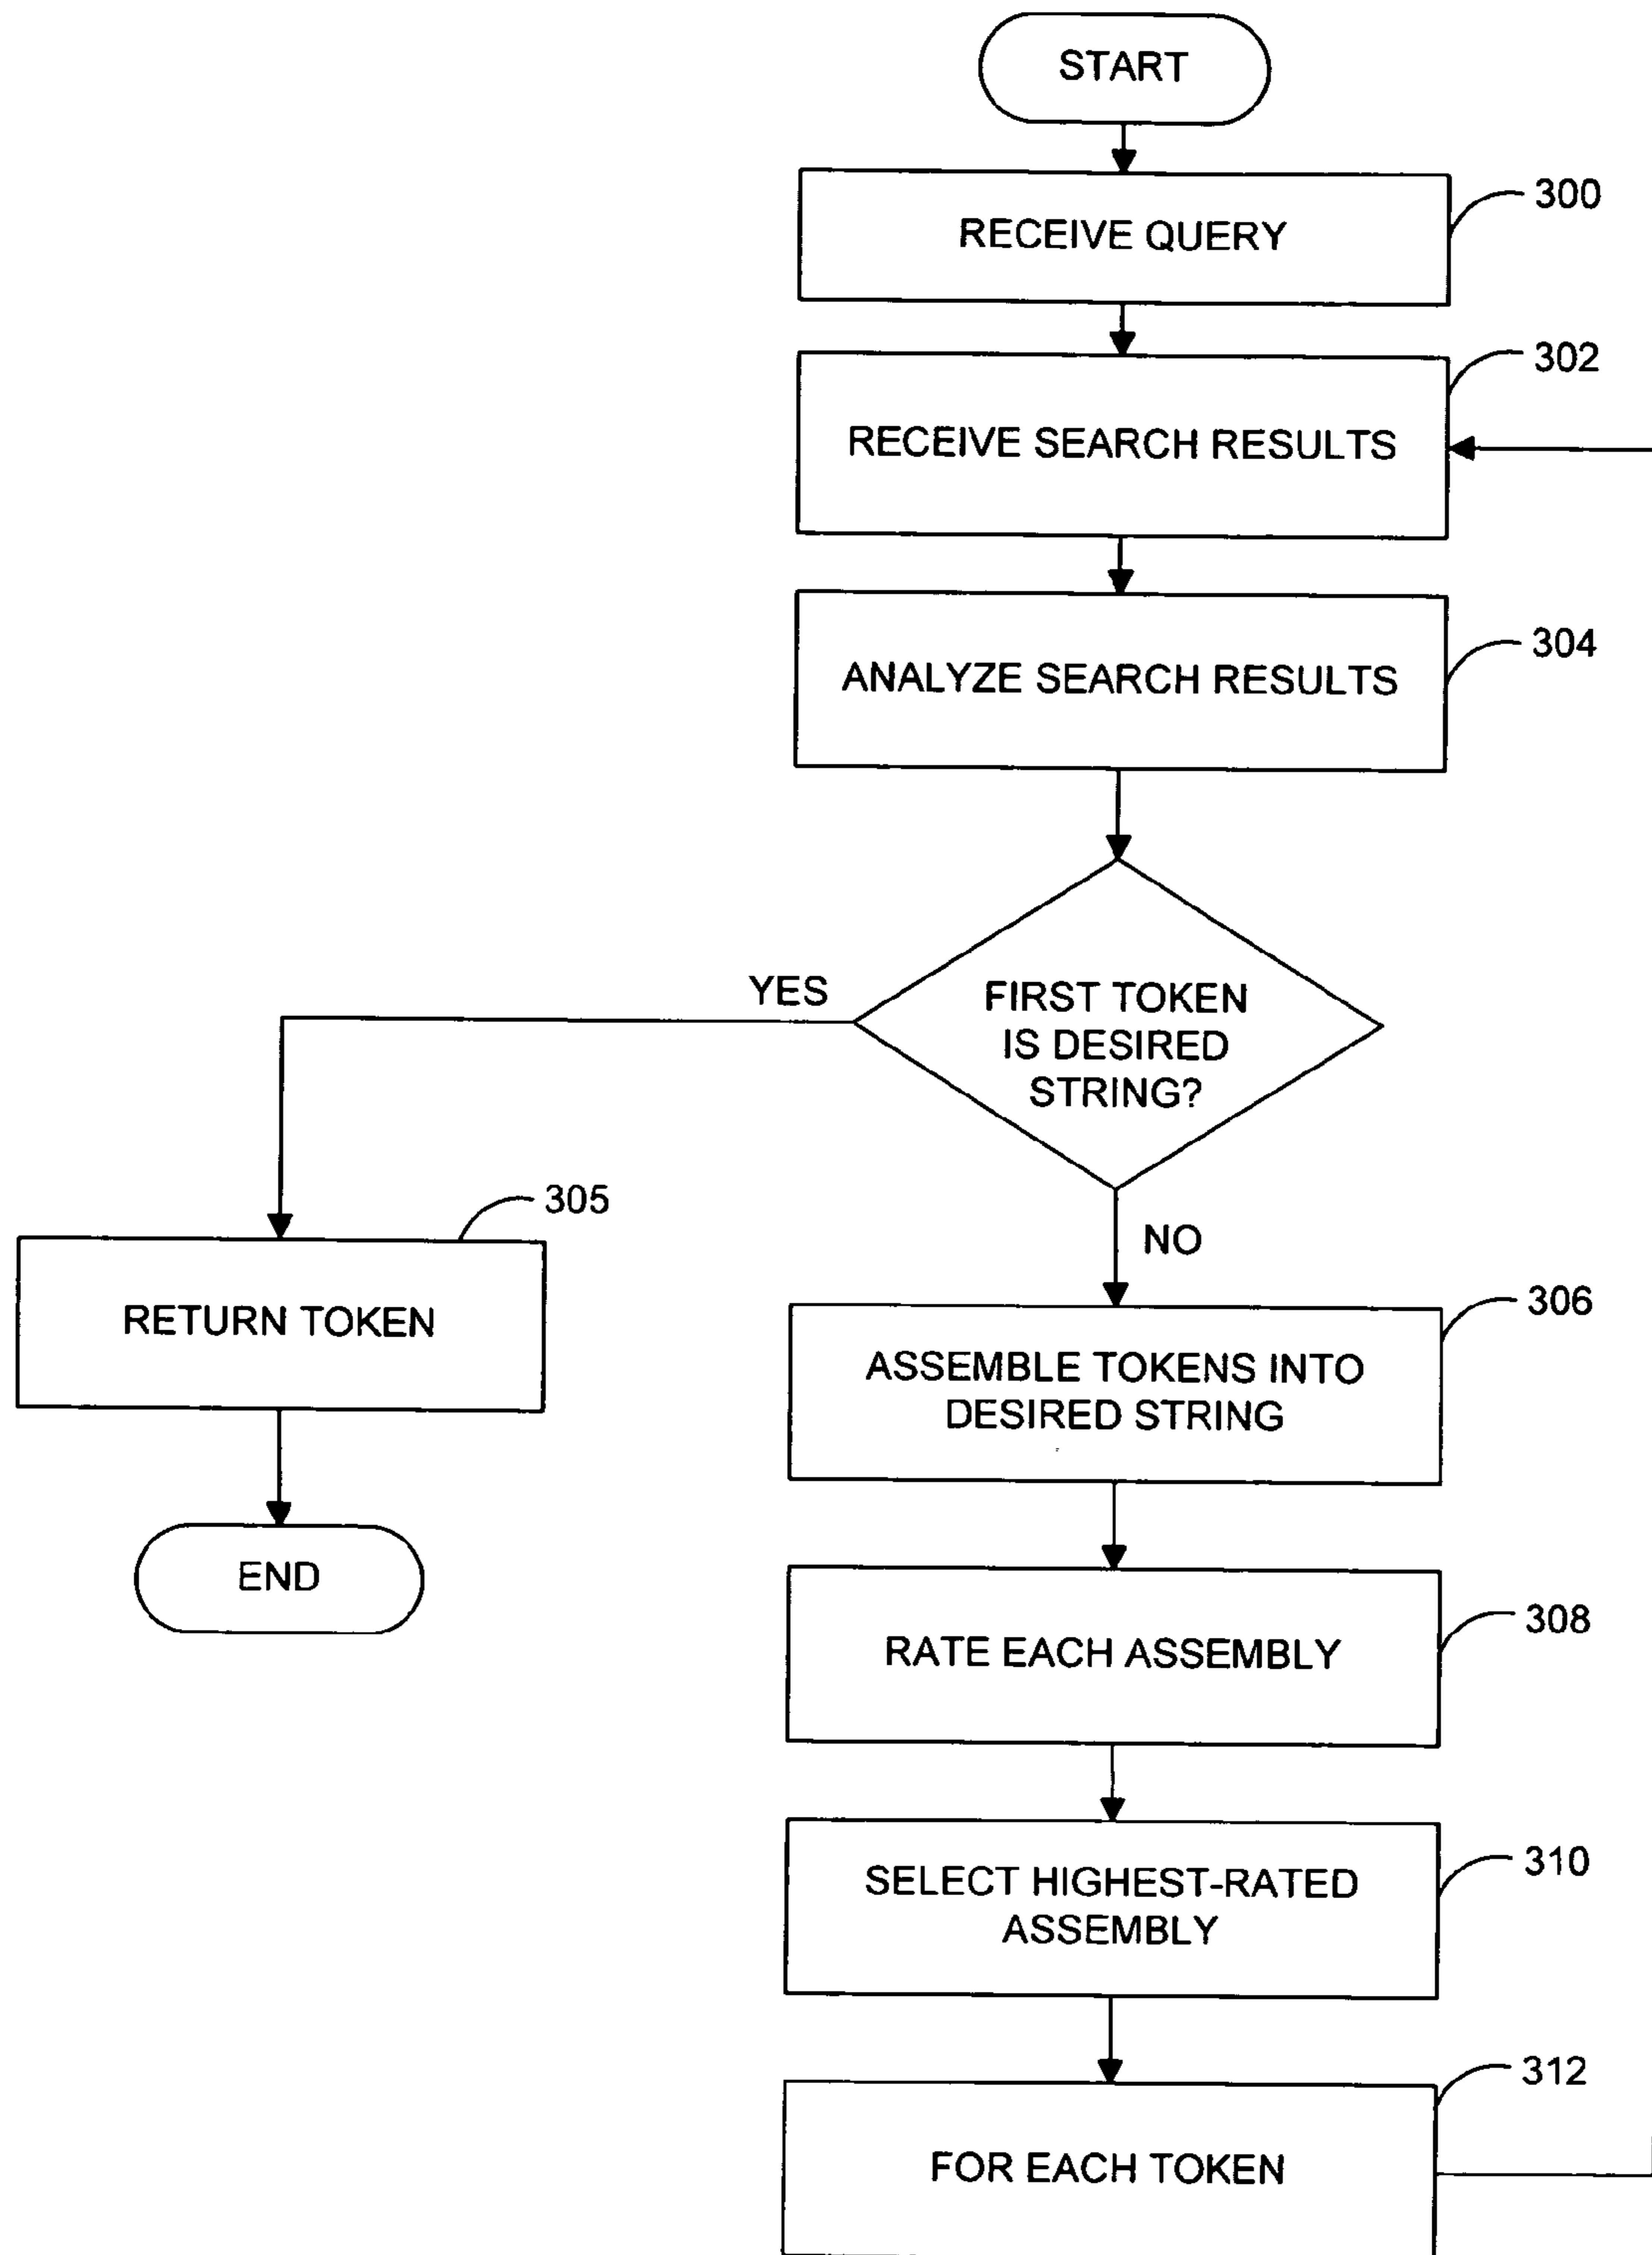 START
RECEIVE QUERY
300
RECEIVE SEARCH RESULTS
302
ANALYZE SEARCH RESULTS
304
FIRST TOKEN
IS DESIRED
STRING?
YES
NO
RETURN TOKEN
305
END
ASSEMBLE TOKENS INTO
DESIRED STRING
306
RATE EACH ASSEMBLY
308
SELECT HIGHEST-RATED
ASSEMBLY
310
FOR EACH TOKEN
312